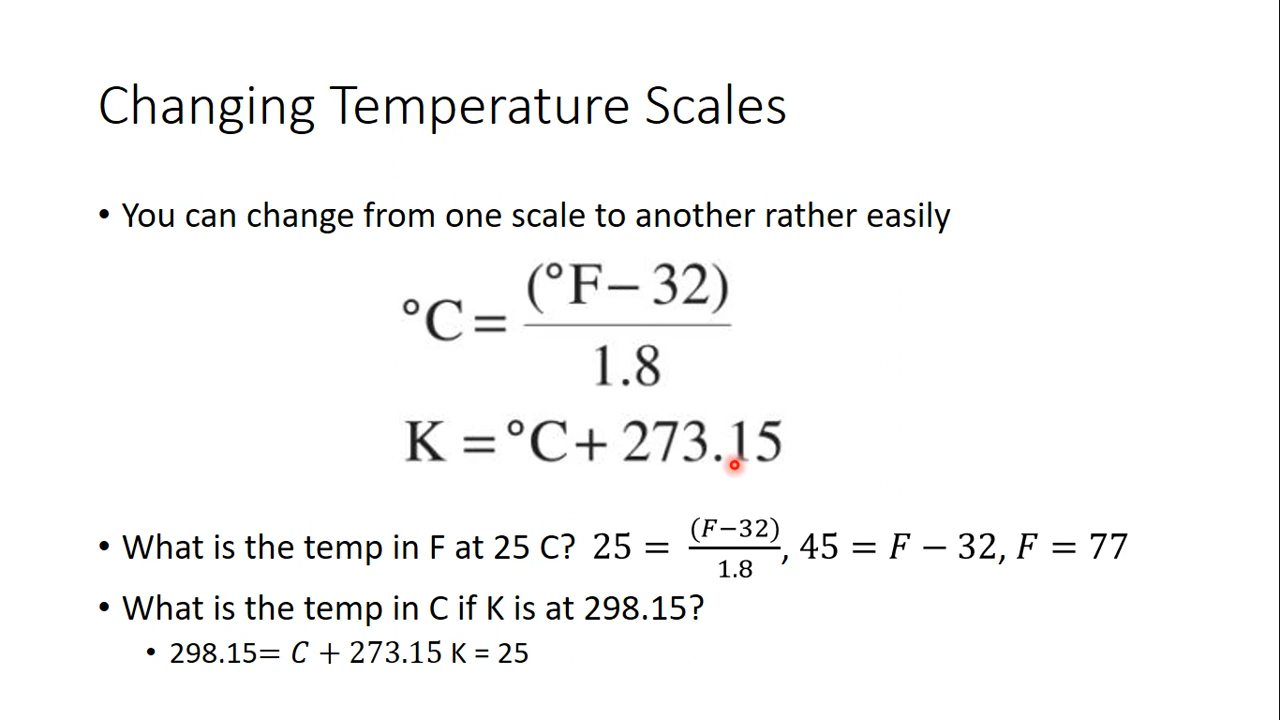 Changing Temperature Scales
• You can change from one scale to another rather easily
°C = (°F − 32) / 1.8
K = °C + 273.15
• What is the temp in F at 25 C? 25 = (F−32)/1.8, 45 = F − 32, F = 77
• What is the temp in C if K is at 298.15?
• 298.15= C + 273.15 K = 25